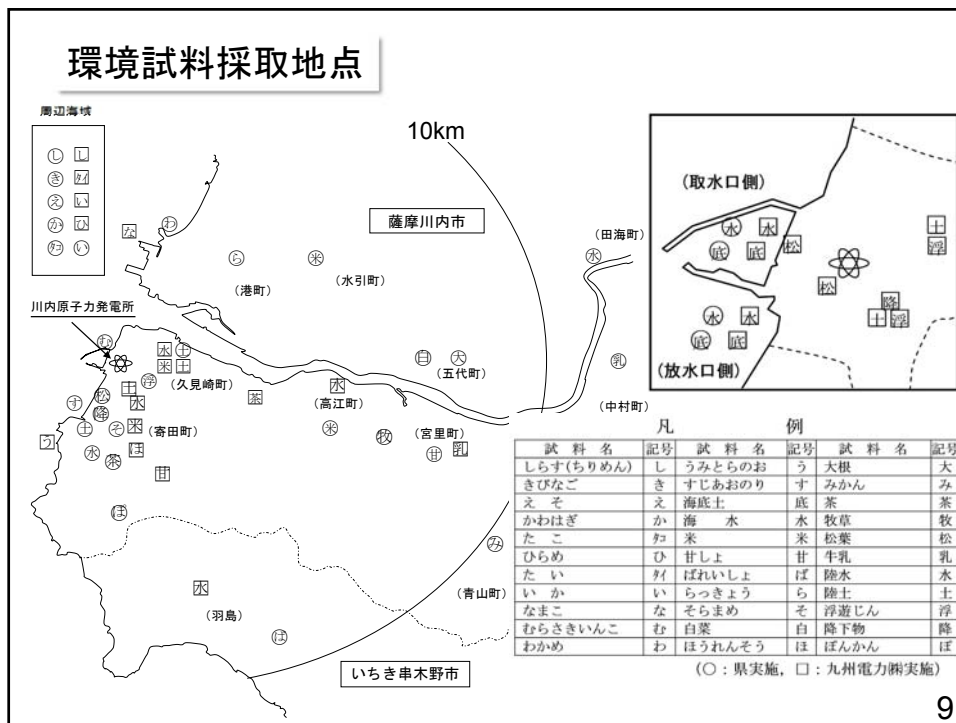 環境試料採取地点
周辺海域
し し
き タイ
え い
か ひ
タコ い
10km
薩摩川内市
な わ
ら 米
(港町) (水引町)
(田海町)
水
川内原子力発電所
む
水 土
米 土
(久見崎町)
浮
土
松 水
す 降
茶
水
(高江町)
白 大
(五代町)
乳
(中村町)
う 土 そ 米
(寄田町)
水 茶 ほ
甘
米 牧
(宮里町)
甘 乳
ぽ
み
(青山町)
水
(羽島)
ほ
いちき串木野市
(取水口側)
水 水
底 底
松
土
浮
松
降
土 浮
水 水
底 底
(放水口側)
凡 例
試料名 記号 試料名 記号 試料名 記号
しらす(ちりめん) し うみとらのお う 大根 大
きびなご き すじあおのり す みかん み
えそ え 海底土 底 茶 茶
かわはぎ か 海水 水 牧草 牧
たこ タコ 米 米 松葉 松
ひらめ ひ 甘しょ 甘 牛乳 乳
たい タイ ばれいしょ ば 陸水 水
いか い らっきょう ら 陸土 土
なまこ な そらまめ そ 浮遊じん 浮
むらさきいんこ む 白菜 白 降下物 降
わかめ わ ほうれんそう ほ ぽんかん ぽ
(○:県実施, □:九州電力㈱実施)
9